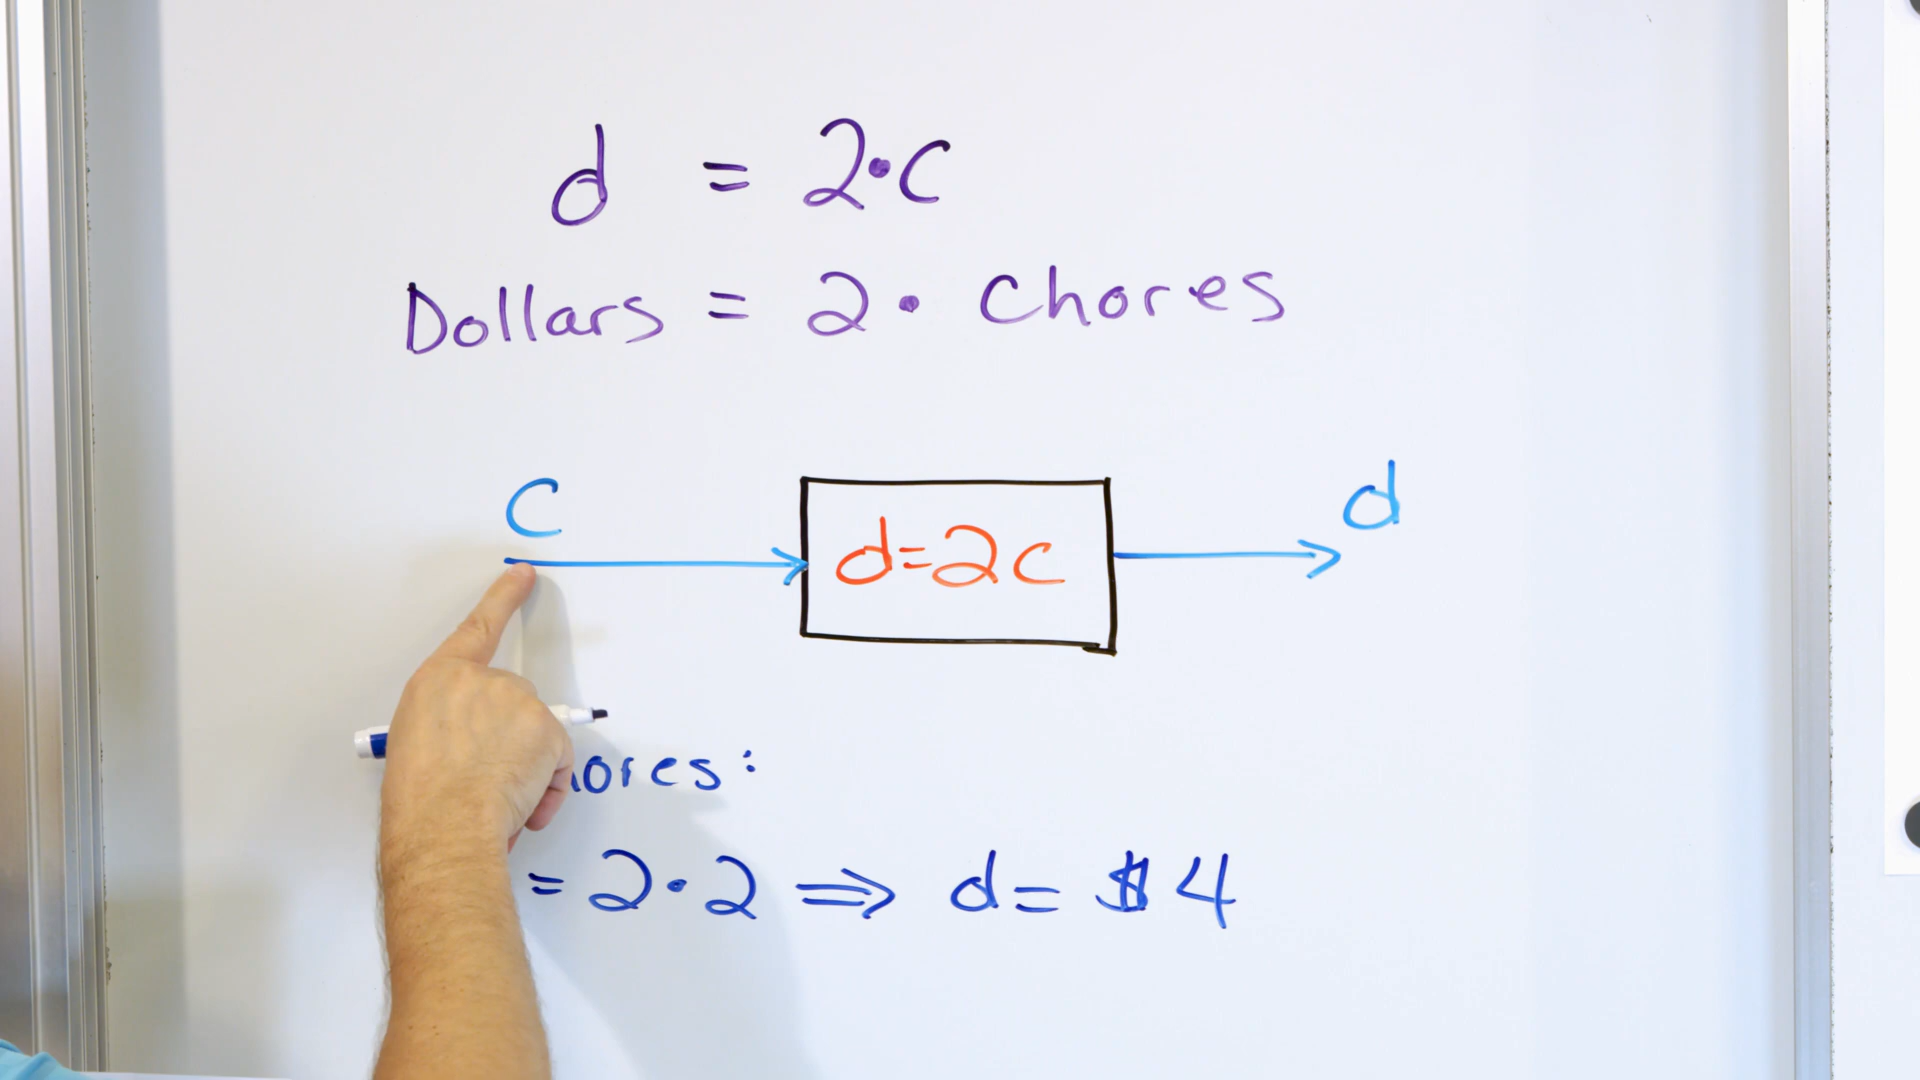 d = 2·c
Dollars = 2· Chores
c
d=2c
d
ores:
= 2·2 ⇒ d= $4